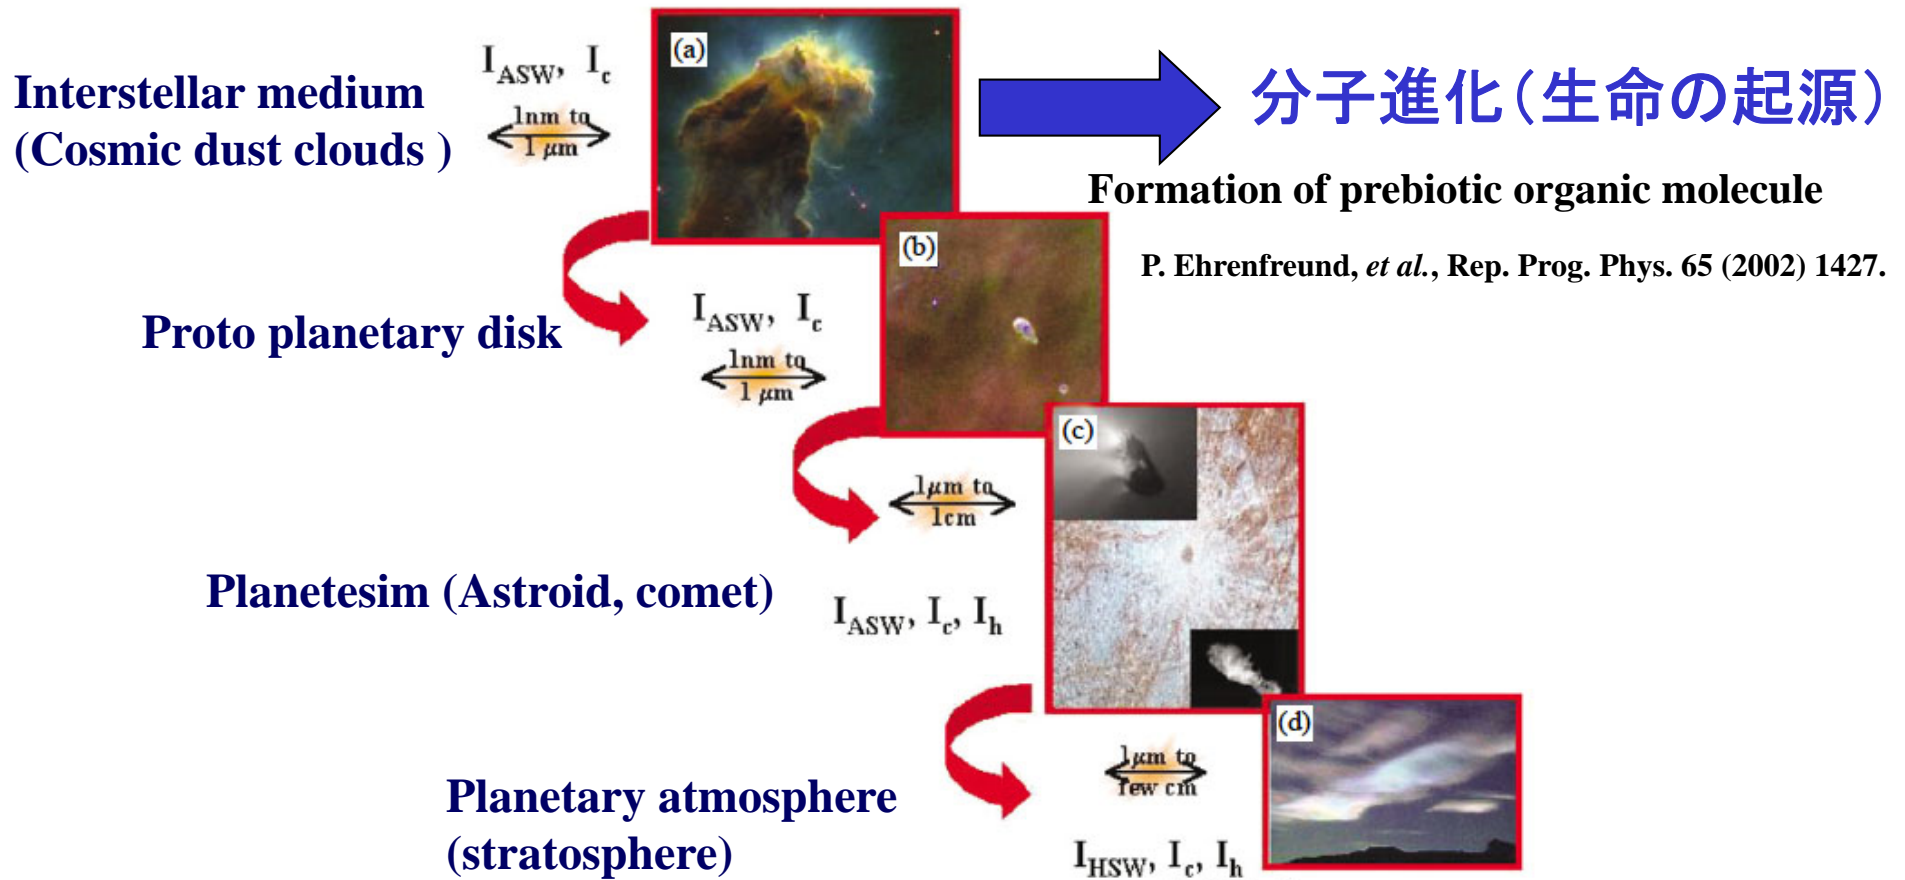 Interstellar medium
(Cosmic dust clouds )
I_ASW, I_c
1nm to
1 μm
(a)
分子進化(生命の起源)
Formation of prebiotic organic molecule
P. Ehrenfreund, et al., Rep. Prog. Phys. 65 (2002) 1427.
Proto planetary disk
I_ASW, I_c
1nm to
1 μm
(b)
1μm to
1cm
(c)
Planetesim (Astroid, comet)
I_ASW, I_c, I_h
Planetary atmosphere
(stratosphere)
1μm to
few cm
(d)
I_HSW, I_c, I_h